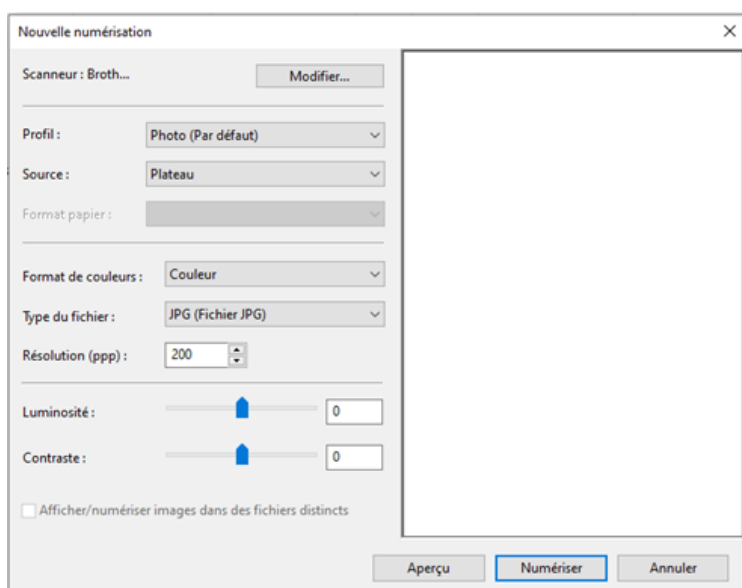 Nouvelle numérisation
Scanneur : Broth...
Modifier...
Profil :
Photo (Par défaut)
Source :
Plateau
Format papier :
Format de couleurs :
Couleur
Type du fichier :
JPG (Fichier JPG)
Résolution (ppp) :
200
Luminosité :
0
Contraste :
0
Afficher/numériser images dans des fichiers distincts
Aperçu
Numériser
Annuler